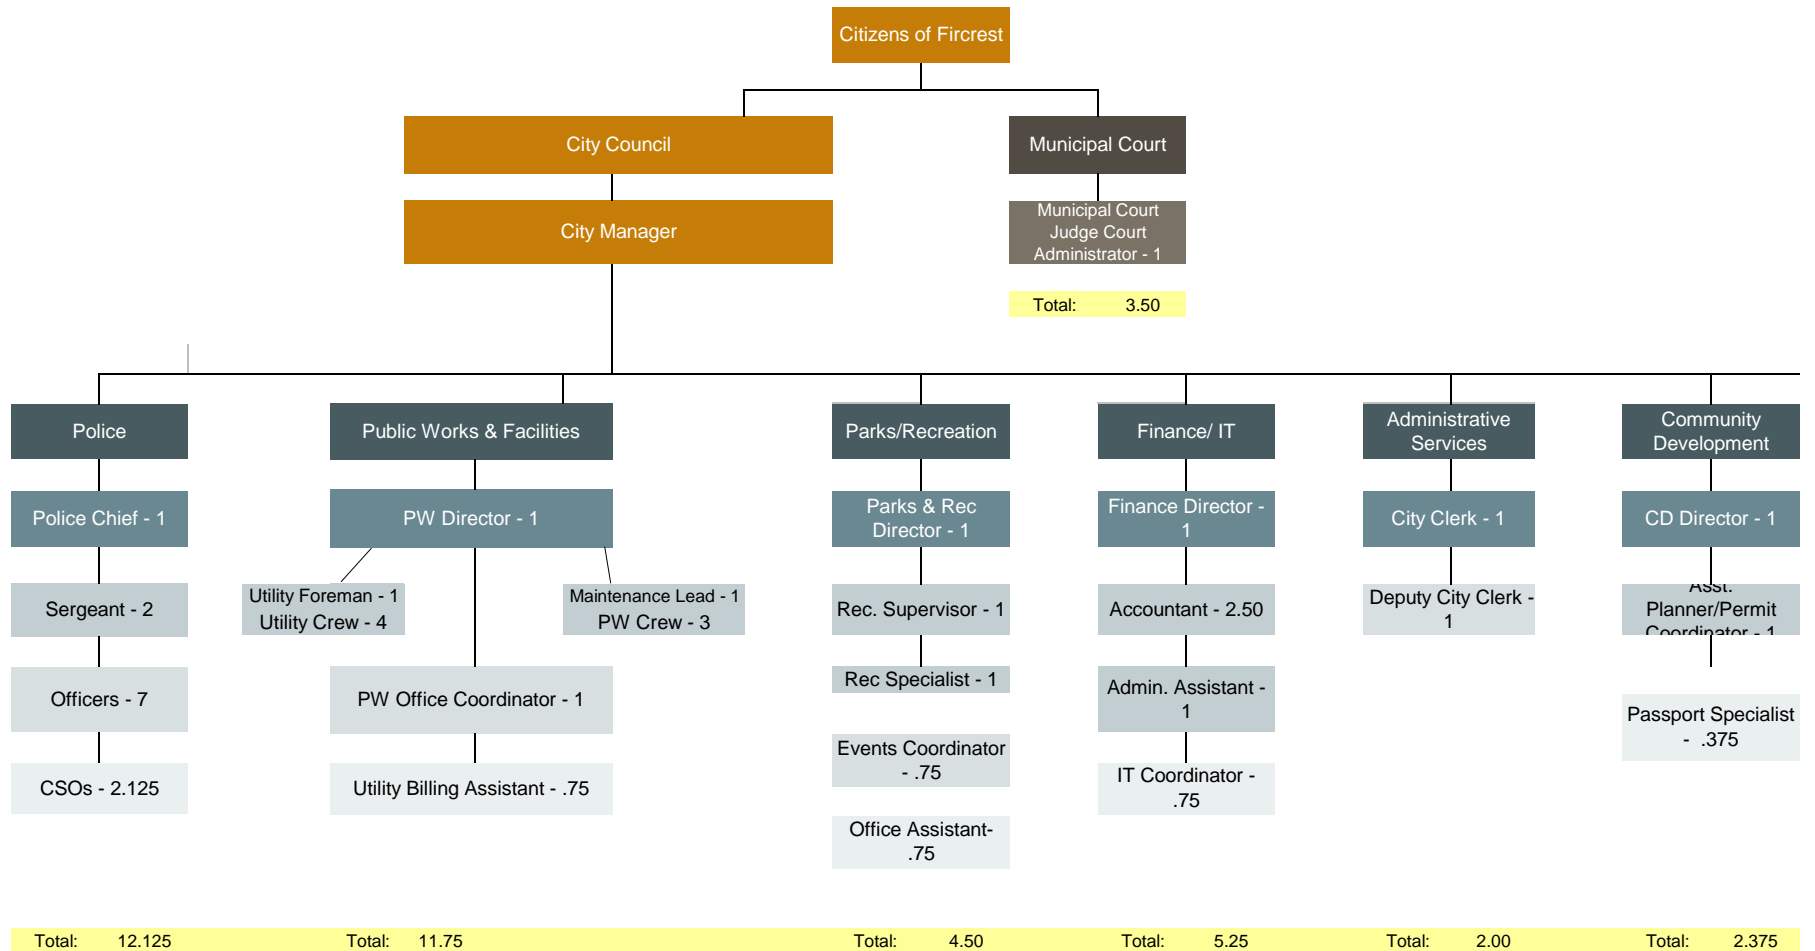 Citizens of Fircrest
City Council
Municipal Court
City Manager
Municipal Court
Judge Court
Administrator - 1
Total: 3.50
Police
Public Works & Facilities
Parks/Recreation
Finance/ IT
Administrative
Services
Community
Development
Police Chief - 1
PW Director - 1
Parks & Rec
Director - 1
Finance Director -
1
City Clerk - 1
CD Director - 1
Sergeant - 2
Utility Foreman - 1
Utility Crew - 4
Maintenance Lead - 1
PW Crew - 3
Rec. Supervisor - 1
Accountant - 2.50
Deputy City Clerk -
1
Asst.
Planner/Permit
Coordinator - 1
Officers - 7
PW Office Coordinator - 1
Rec Specialist - 1
Admin. Assistant -
1
Passport Specialist
- .375
Events Coordinator
- .75
CSOs - 2.125
Utility Billing Assistant - .75
IT Coordinator -
.75
Office Assistant-
.75
Total: 12.125
Total: 11.75
Total: 4.50
Total: 5.25
Total: 2.00
Total: 2.375